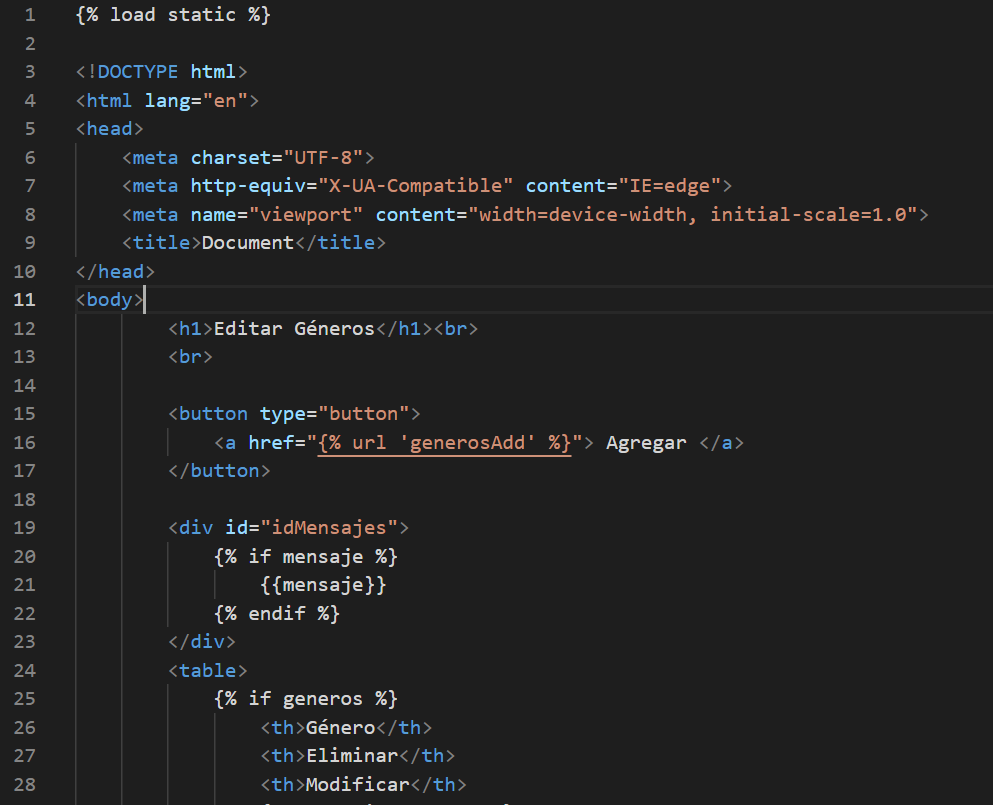 1 {% load static %}
2
3 <!DOCTYPE html>
4 <html lang="en">
5 <head>
6 <meta charset="UTF-8">
7 <meta http-equiv="X-UA-Compatible" content="IE=edge">
8 <meta name="viewport" content="width=device-width, initial-scale=1.0">
9 <title>Document</title>
10 </head>
11 <body>
12 <h1>Editar Géneros</h1><br>
13 <br>
14
15 <button type="button">
16 <a href="{% url 'generosAdd' %}"> Agregar </a>
17 </button>
18
19 <div id="idMensajes">
20 {% if mensaje %}
21 {{mensaje}}
22 {% endif %}
23 </div>
24 <table>
25 {% if generos %}
26 <th>Género</th>
27 <th>Eliminar</th>
28 <th>Modificar</th>